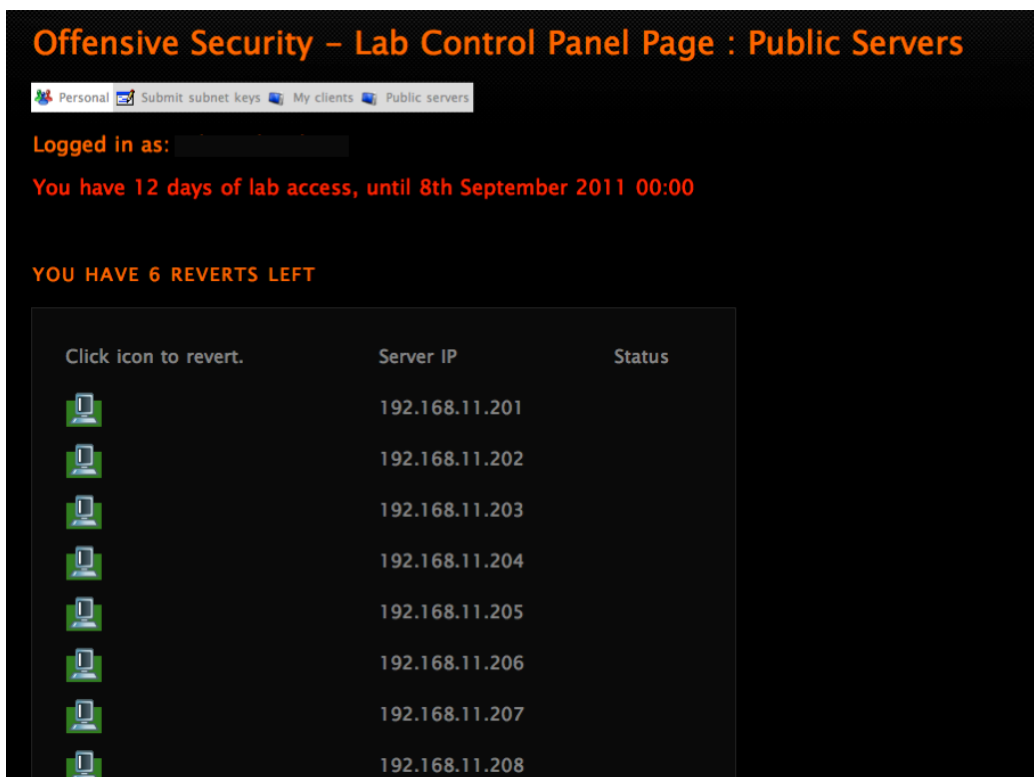 Offensive Security – Lab Control Panel Page : Public Servers
Personal Submit subnet keys My clients Public servers
Logged in as:
You have 12 days of lab access, until 8th September 2011 00:00
YOU HAVE 6 REVERTS LEFT
Click icon to revert. Server IP Status
192.168.11.201
192.168.11.202
192.168.11.203
192.168.11.204
192.168.11.205
192.168.11.206
192.168.11.207
192.168.11.208